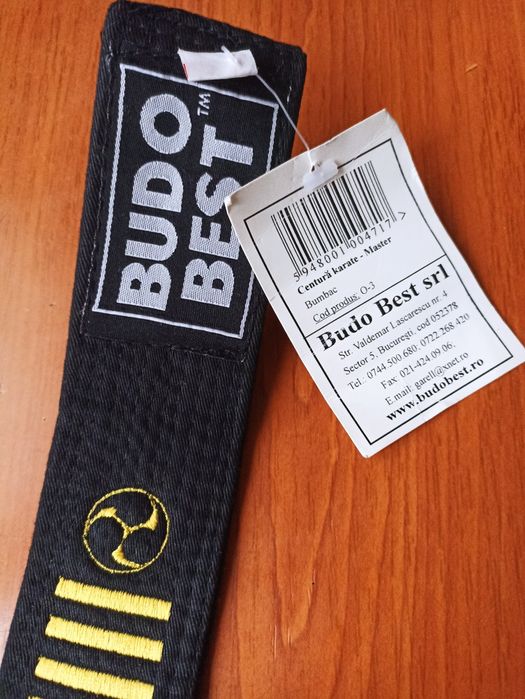 BUDO
BEST™
5948001004717>
Centură karate - Master
Bumbac
Cod produs. O-3
Budo Best srl
Str. Valdemar Lascarescu nr. 4
Sector 5, Bucureşti, cod 052378
Tel.: 0744.500.680; 0722.268.420
Fax: 021-424.09.06;
E.mail: garell@xnet.ro
www.budobest.ro